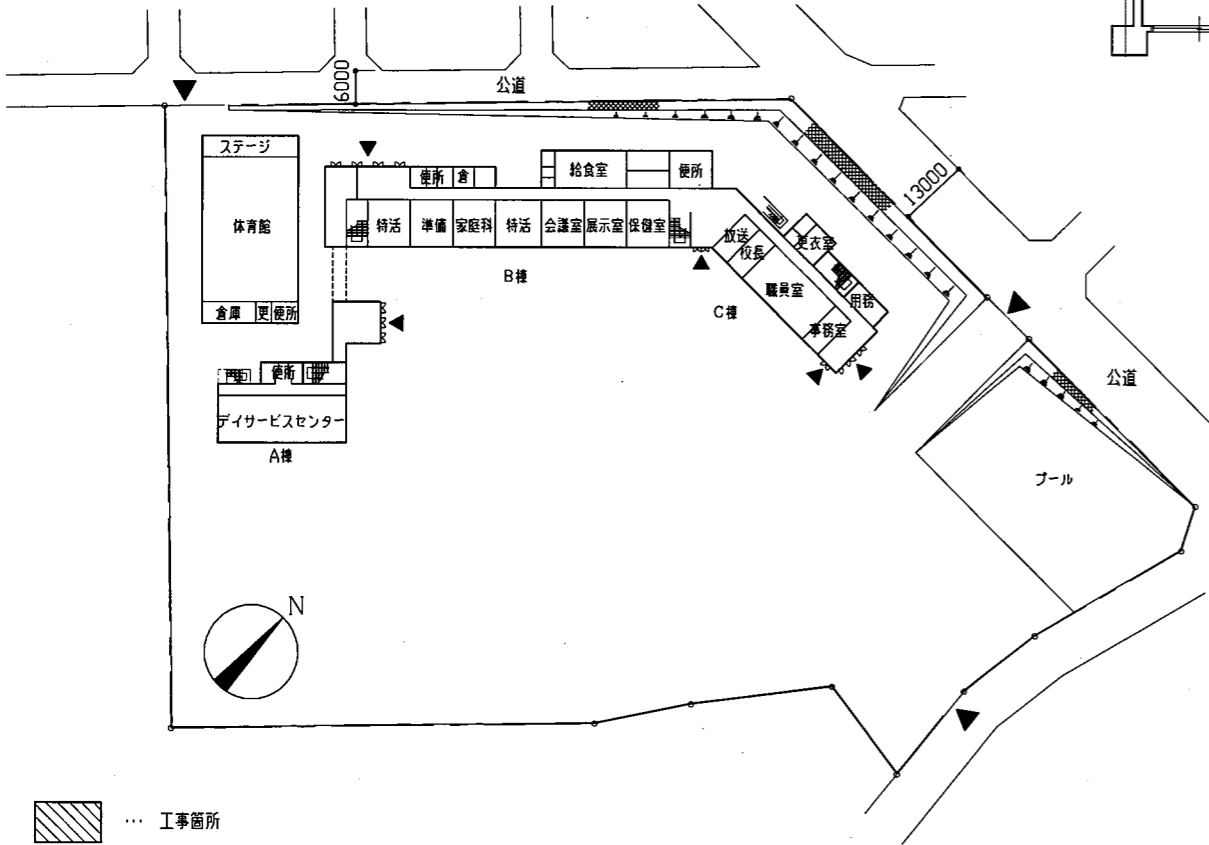 公道
6000
ステージ
体育館
倉庫 更 便所
便所 倉
給食室 便所
特活 準備 家庭科 特活 会議室 展示室 保健室
B棟
放送
校長
職員室
事務室
更衣室
用務
C棟
13000
公道
便所
デイサービスセンター
A棟
プール
N
… 工事箇所